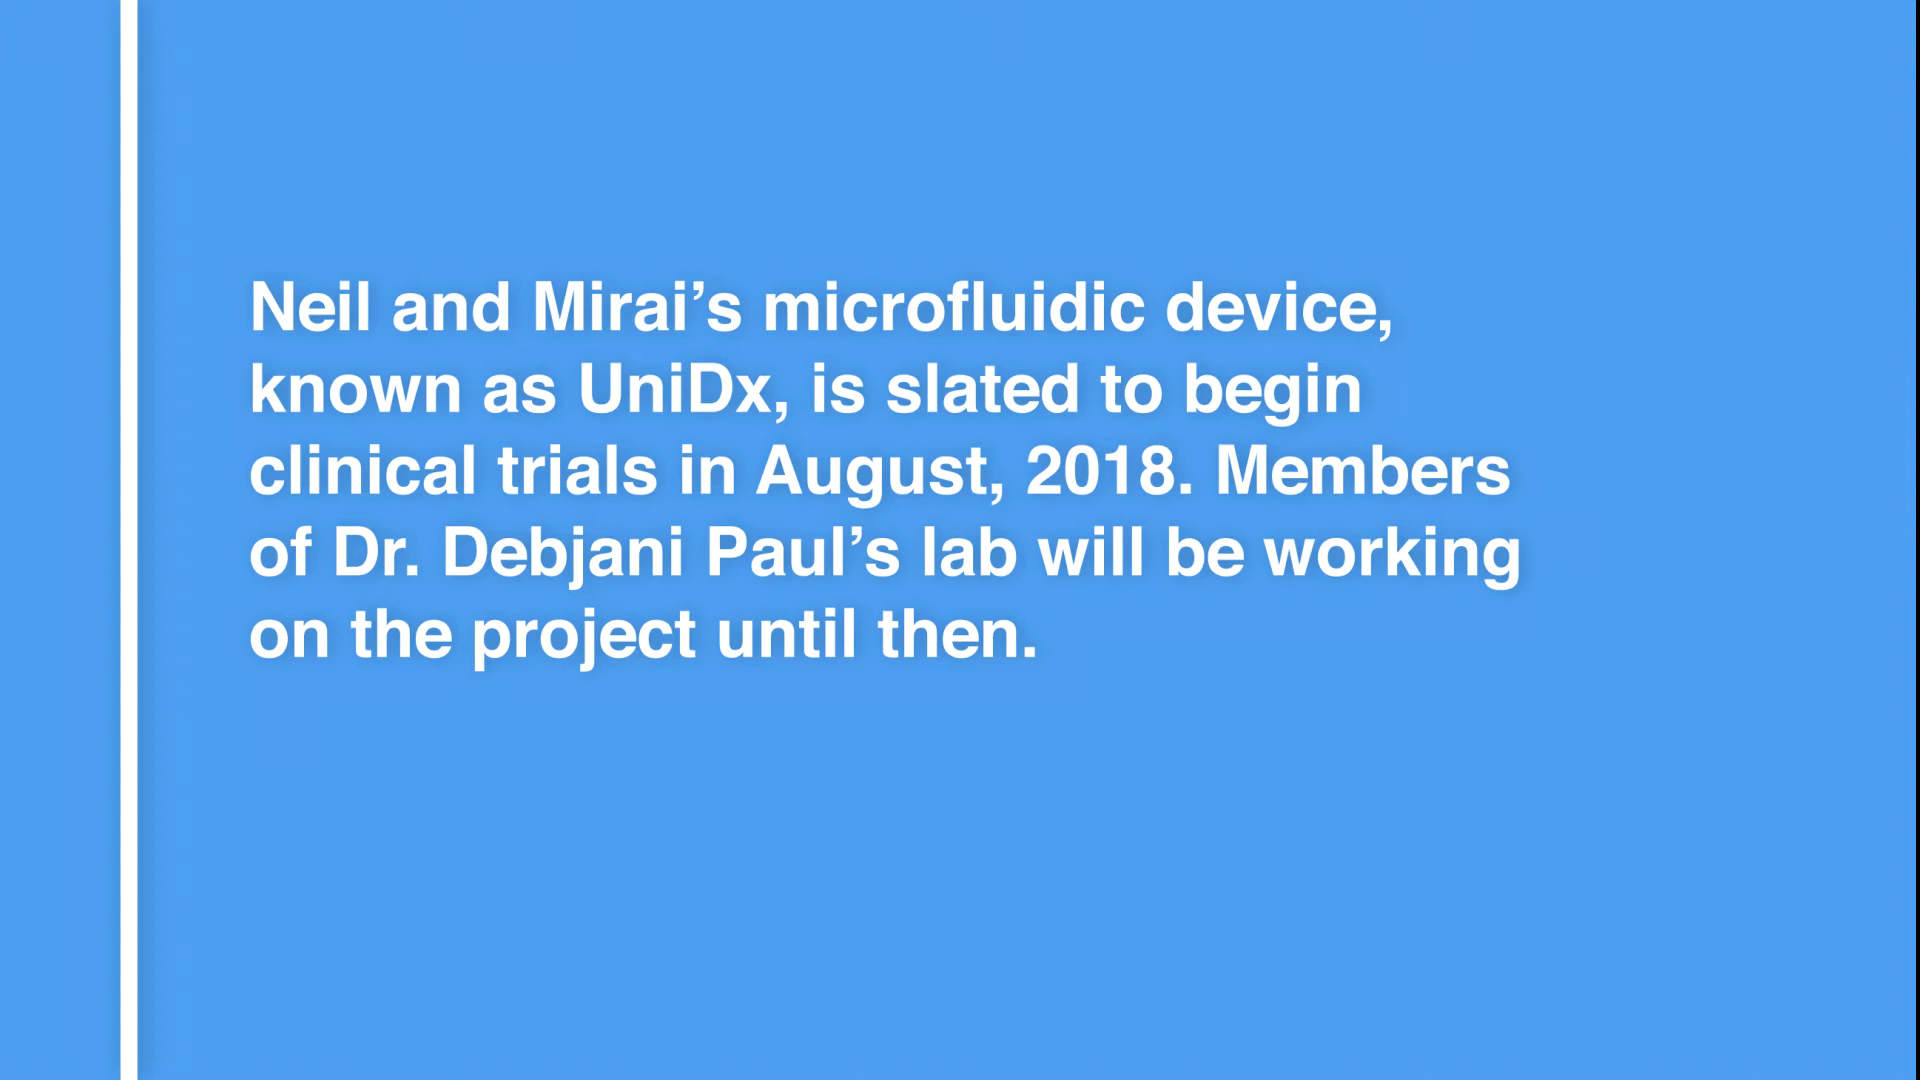 Neil and Mirai’s microfluidic device,
known as UniDx, is slated to begin
clinical trials in August, 2018. Members
of Dr. Debjani Paul’s lab will be working
on the project until then.